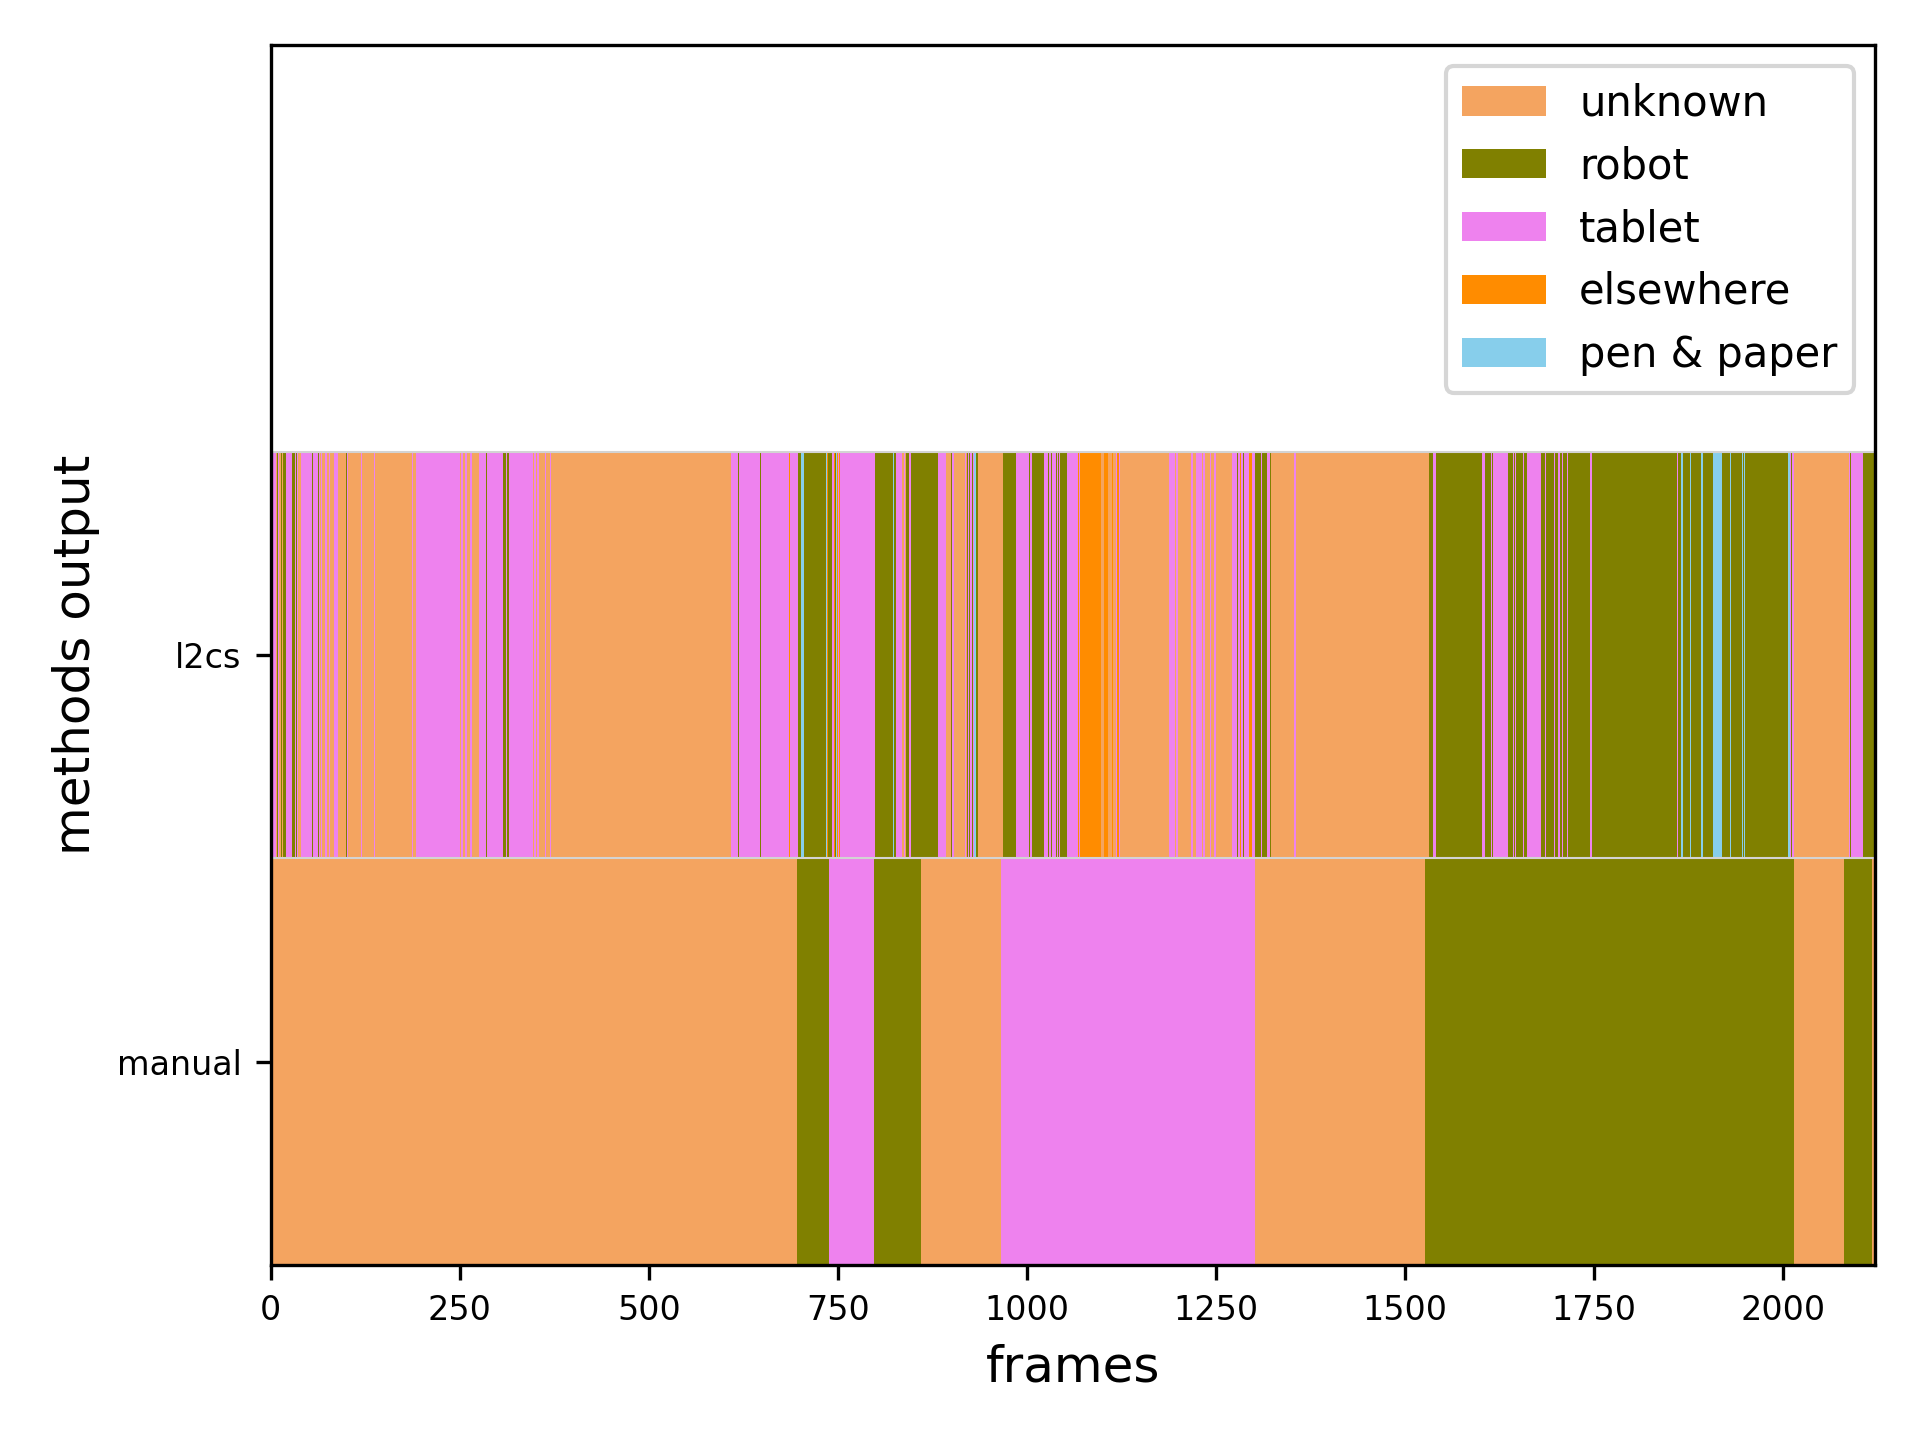 unknown
robot
tablet
elsewhere
pen & paper
methods output
l2cs
manual
0 250 500 750 1000 1250 1500 1750 2000
frames